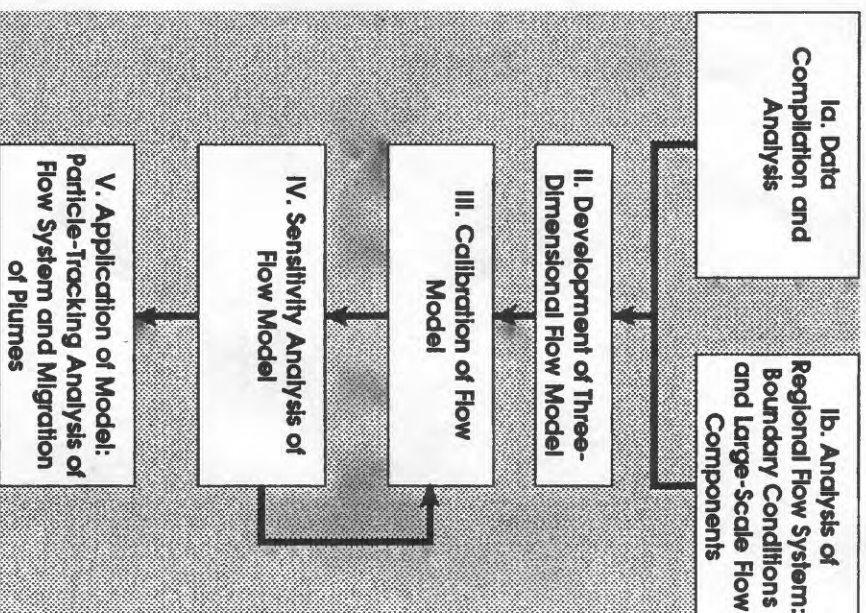 Ia. Data
Compilation and
Analysis
Ib. Analysis of
Regional Flow System:
Boundary Conditions
and Large-Scale Flow
Components
II. Development of Three-
Dimensional Flow Model
III. Calibration of Flow
Model
IV. Sensitivity Analysis of
Flow Model
V. Application of Model:
Particle-Tracking Analysis of
Flow System and Migration
of Plumes